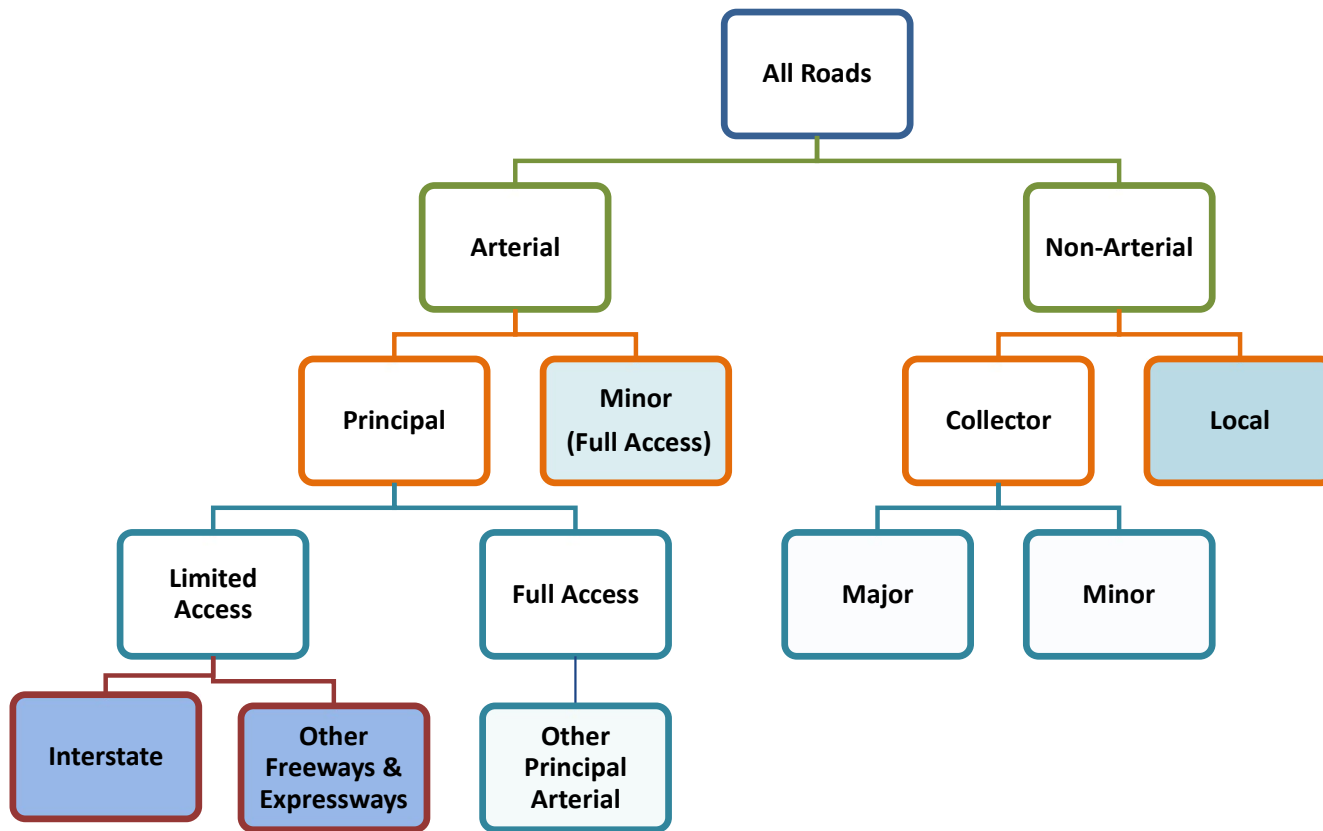 All Roads
Arterial
Non-Arterial
Principal
Minor
(Full Access)
Collector
Local
Limited
Access
Full Access
Major
Minor
Interstate
Other
Freeways &
Expressways
Other
Principal
Arterial